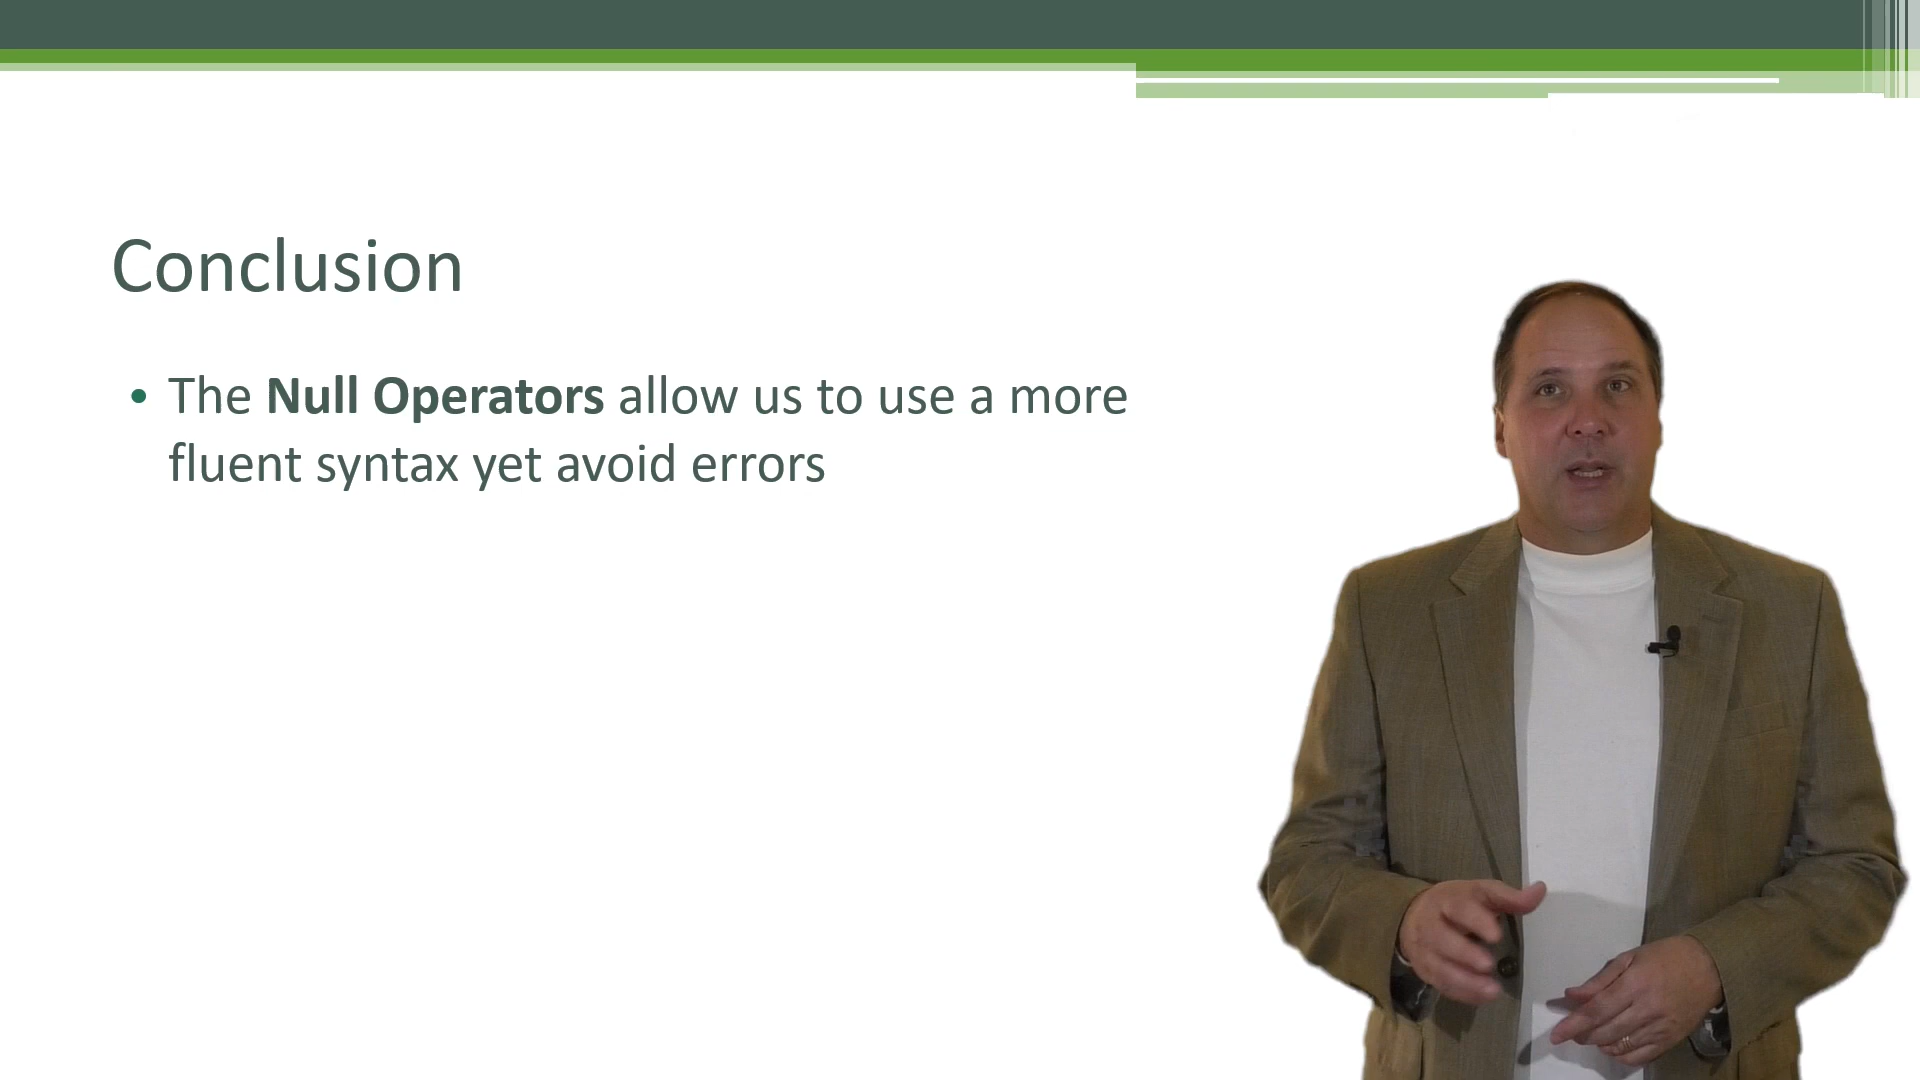 Conclusion
• The Null Operators allow us to use a more
fluent syntax yet avoid errors